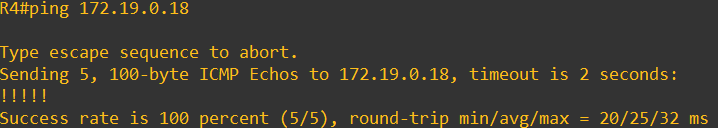 R4#ping 172.19.0.18
Type escape sequence to abort.
Sending 5, 100-byte ICMP Echos to 172.19.0.18, timeout is 2 seconds:
!!!!!
Success rate is 100 percent (5/5), round-trip min/avg/max = 20/25/32 ms